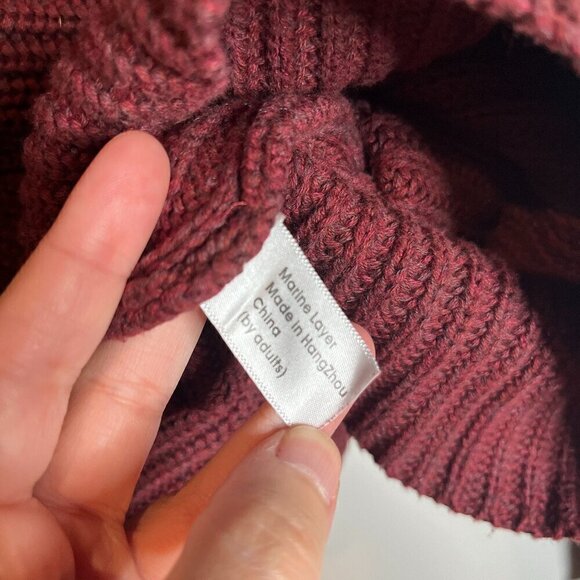 Marine Layer
Made in HangZhou
China
(by adults)